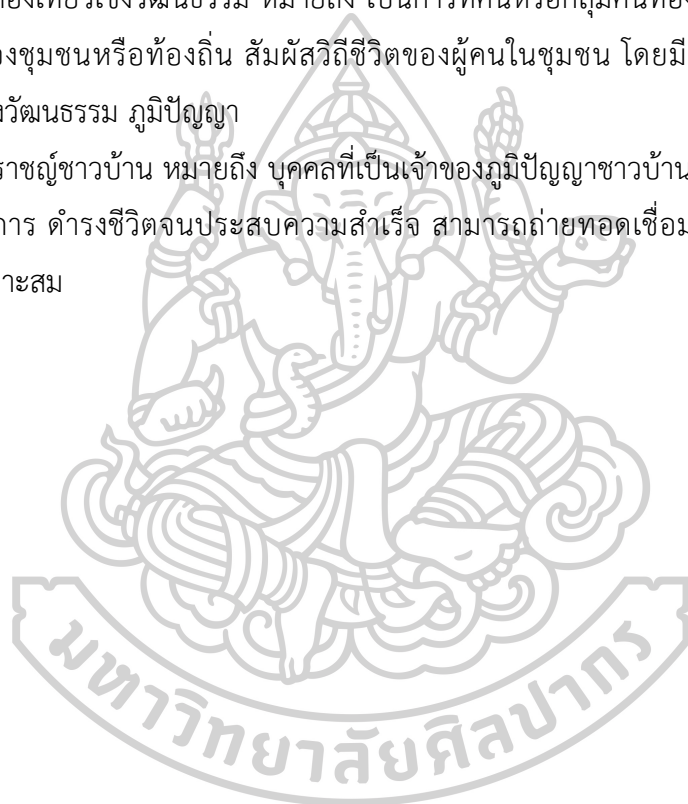 องเที่ยวเชิงวัฒนธรรม หมายถึง เป็นการที่คนหรือกลุ่มคนท่อง
งชุมชนหรือท้องถิ่น สัมผัสวิถีชีวิตของผู้คนในชุมชน โดยมี
งวัฒนธรรม ภูมิปัญญา
ราชญ์ชาวบ้าน หมายถึง บุคคลที่เป็นเจ้าของภูมิปัญญาชาวบ้าน
การ ดำรงชีวิตจนประสบความสำเร็จ สามารถถ่ายทอดเชื่อม
าะสม
มหาวิทยาลัยศิลปากร